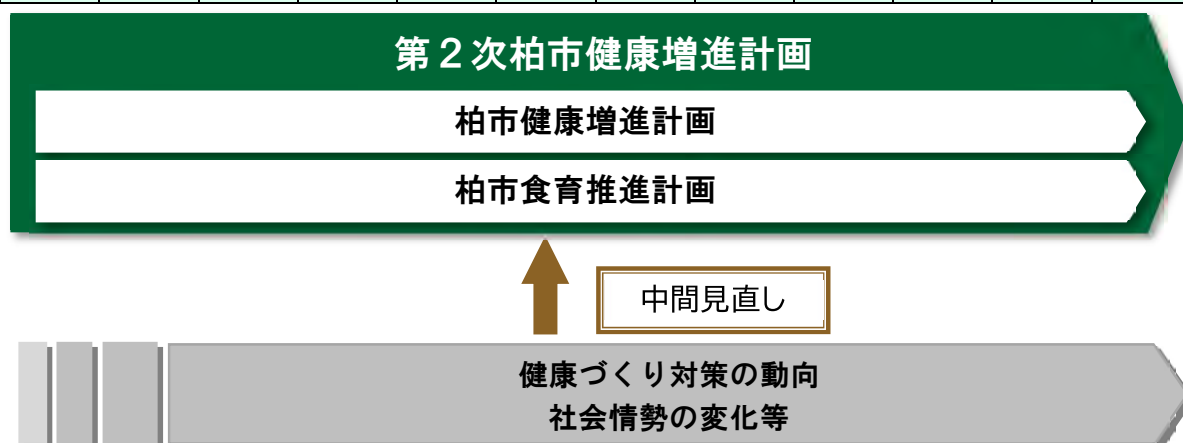 第２次柏市健康増進計画
柏市健康増進計画
柏市食育推進計画
中間見直し
健康づくり対策の動向
社会情勢の変化等